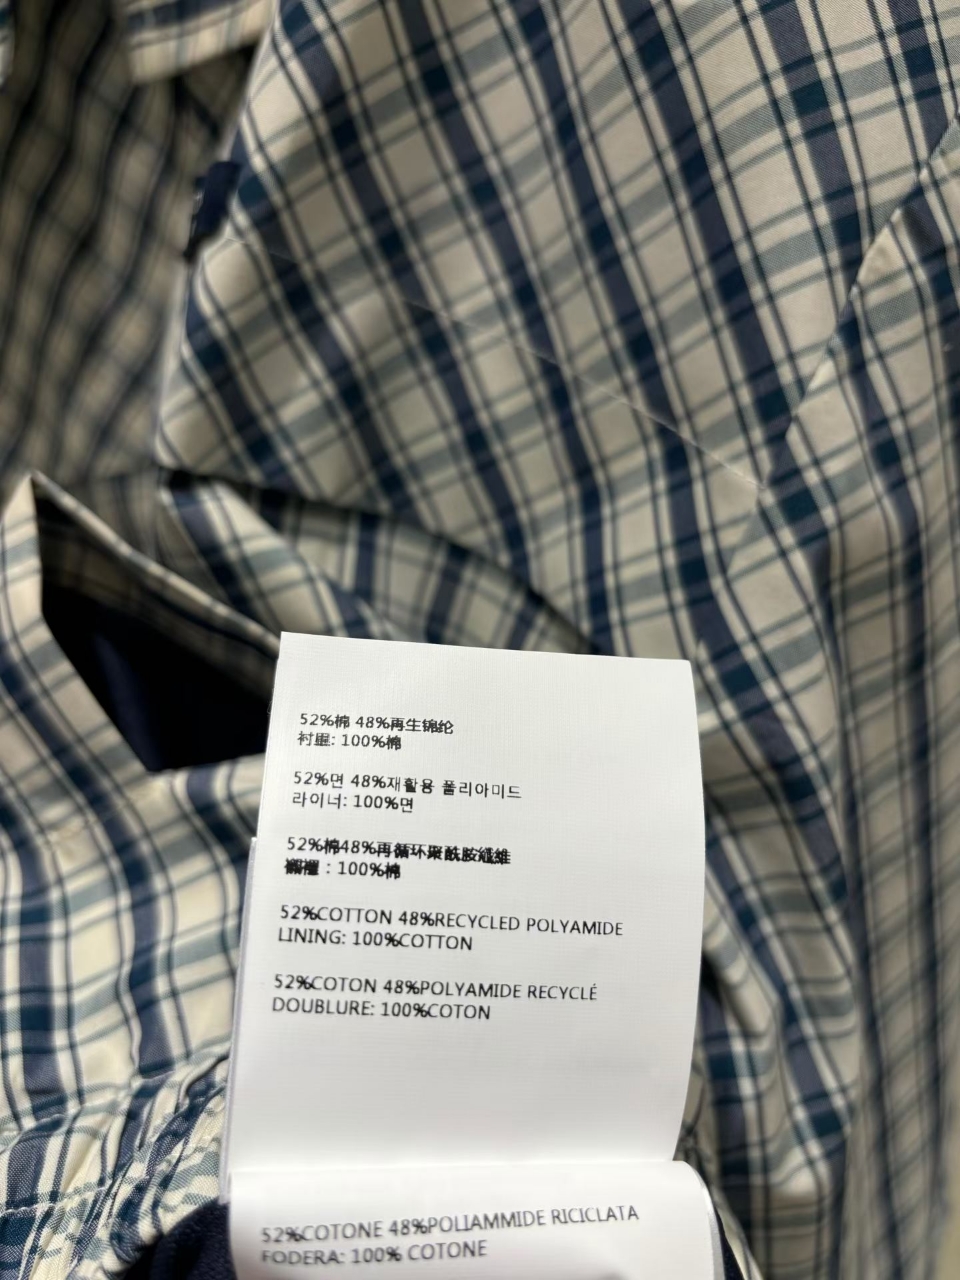 52%棉 48%再生锦纶
衬里: 100%棉
52%면 48%재활용 폴리아미드
라이너: 100%면
52%棉48%再循环聚酰胺纖維
: 100%棉
52%COTTON 48%RECYCLED POLYAMIDE
LINING: 100%COTTON
52%COTON 48%POLYAMIDE RECYCLÉ
DOUBLURE: 100%COTON
52%COTONE 48%POLIAMMIDE RICICLATA
FODERA: 100% COTONE